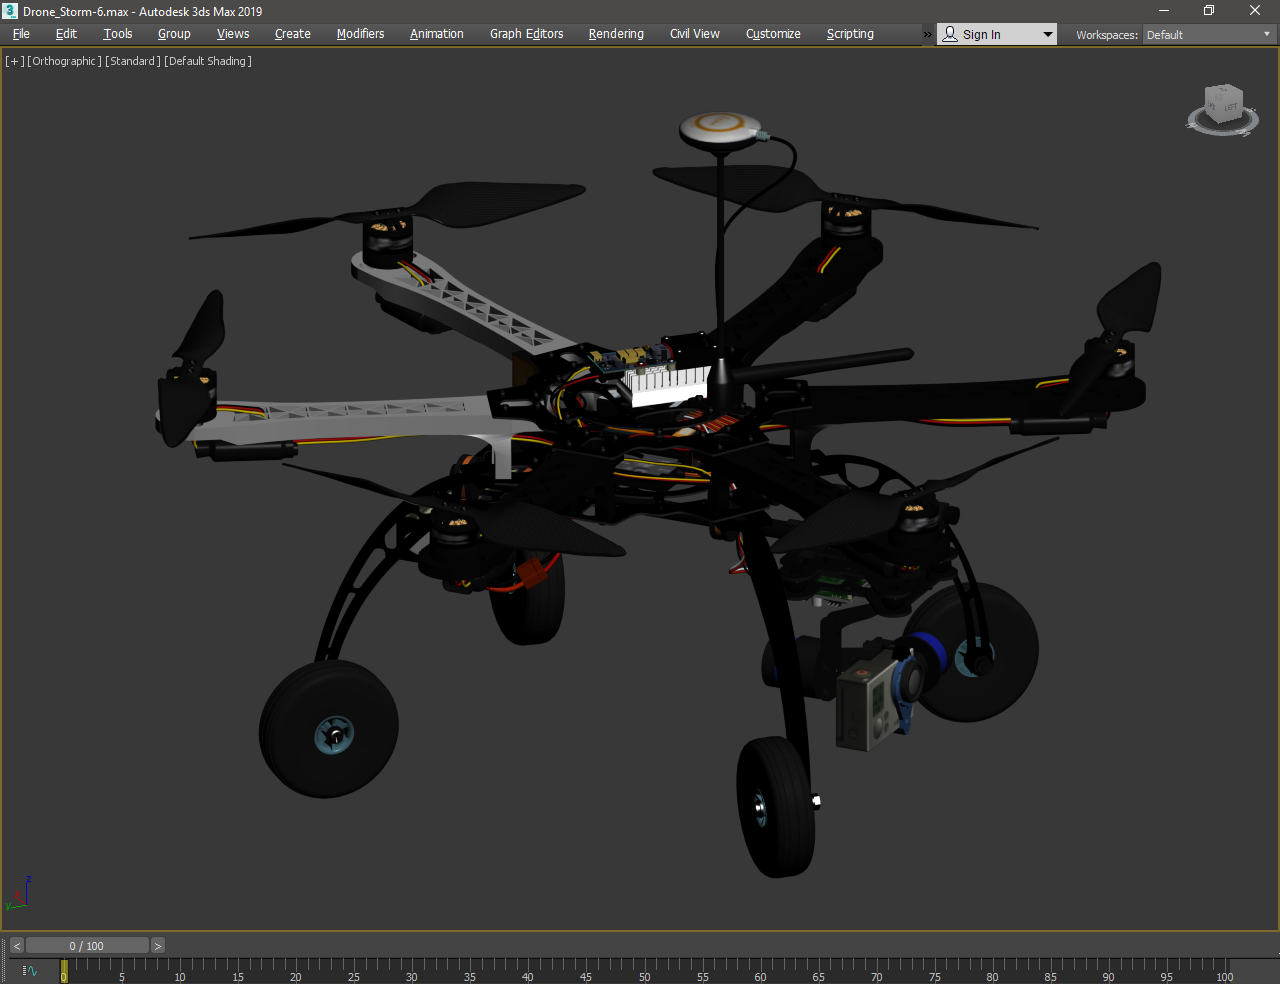 Drone_Storm-6.max - Autodesk 3ds Max 2019
File Edit Tools Group Views Create Modifiers Animation Graph Editors Rendering Civil View Customize Scripting » Sign In Workspaces: Default
[+] [Orthographic] [Standard] [Default Shading]
LEFT
z
x
y
< 0 / 100 >
0 5 10 15 20 25 30 35 40 45 50 55 60 65 70 75 80 85 90 95 100